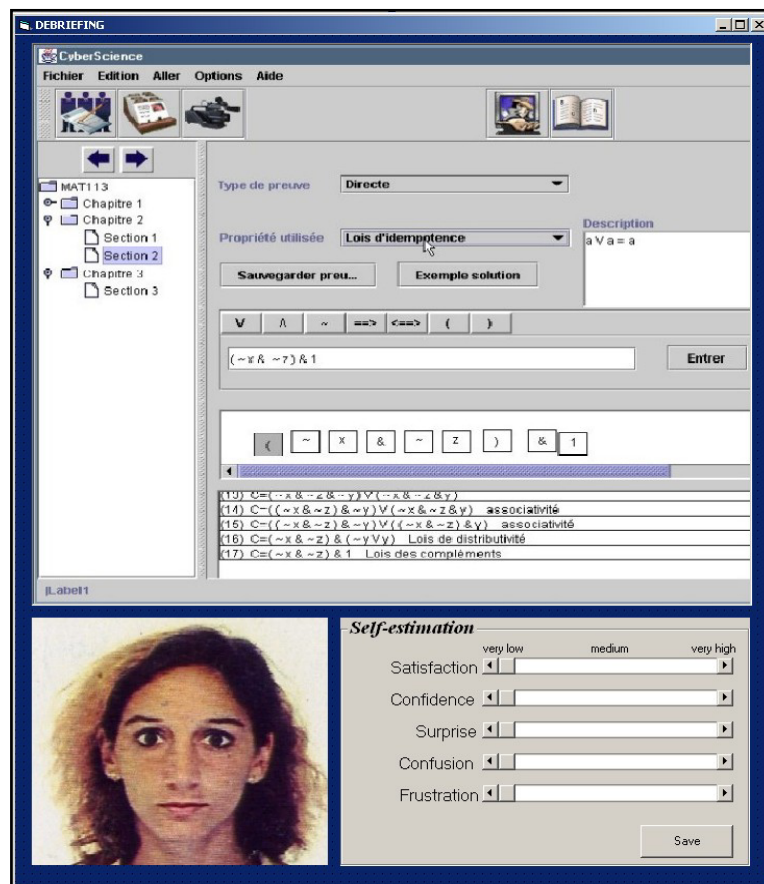 DEBRIEFING
CyberScience
Fichier Edition Aller Options Aide
MAT113
Chapitre 1
Chapitre 2
Section 1
Section 2
Chapitre 3
Section 3
Type de preuve Directe
Propriété utilisée Lois d'idempotence
Description
a V a = a
Sauvegarder preu... Exemple solution
V Λ ~ ==> <==> ( )
(~x & ~z) & 1 Entrer
( ~ x & ~ z ) & 1
(13) C=(~x & ~z & ~y) V (~x & ~z & y)
(14) C=((~x & ~z) & ~y) V (~x & ~z & y) associativité
(15) C=((~x & ~z) & ~y) V ((~x & ~z) & y) associativité
(16) C=(~x & ~z) & (~y V y) Lois de distributivité
(17) C=(~x & ~z) & 1 Lois des compléments
jLabel1
Self-estimation
very low medium very high
Satisfaction
Confidence
Surprise
Confusion
Frustration
Save